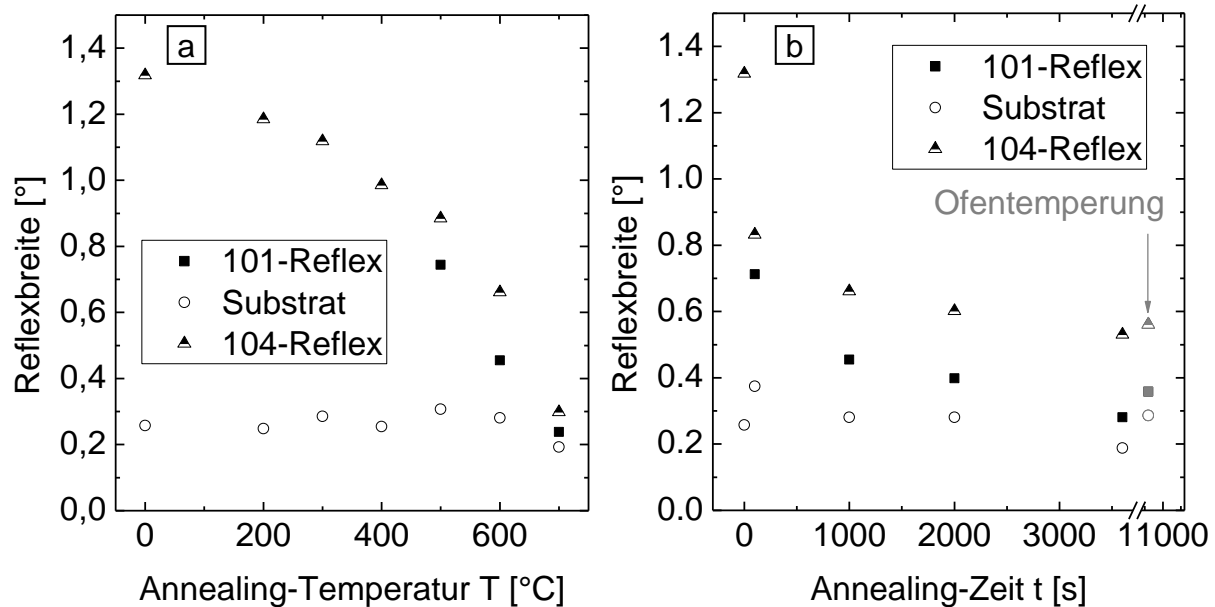 a
1,4
1,2
1,0
0,8
0,6
0,4
0,2
0,0
Reflexbreite [°]
101-Reflex
Substrat
104-Reflex
0
200
400
600
Annealing-Temperatur T [°C]
b
1.4
1.2
1.0
0.8
0.6
0.4
0.2
0.0
Reflexbreite [°]
101-Reflex
Substrat
104-Reflex
Ofentemperung
0
1000
2000
3000
11000
Annealing-Zeit t [s]